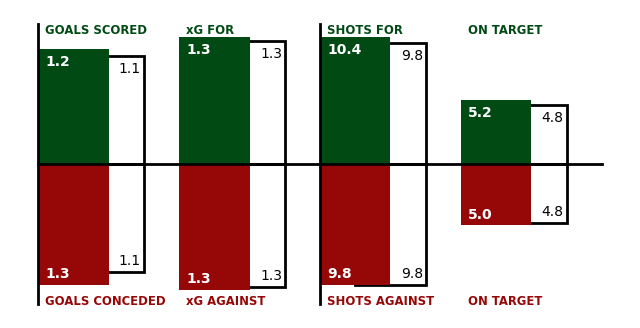 GOALS SCORED xG FOR SHOTS FOR ON TARGET
1.2 1.1 1.3 1.3 10.4 9.8 5.2 4.8
1.3 1.1 1.3 1.3 9.8 9.8 5.0 4.8
GOALS CONCEDED xG AGAINST SHOTS AGAINST ON TARGET